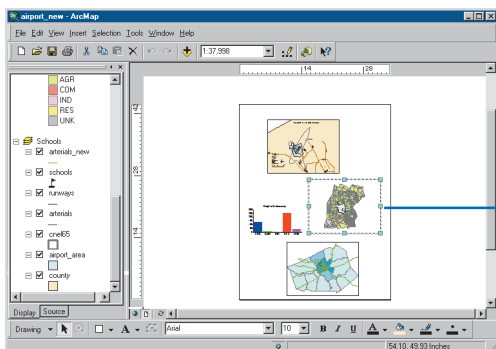 airport_new - ArcMap
File Edit View Insert Selection Tools Window Help
1:37,998
AGR
COM
IND
RES
UNK
Schools
arterials_new
schools
runways
arterials
cnel65
airport_area
county
Display Source
14 28
42
28
14
Drawing A Arial 10 B I U A
54.10, 49.93 Inches